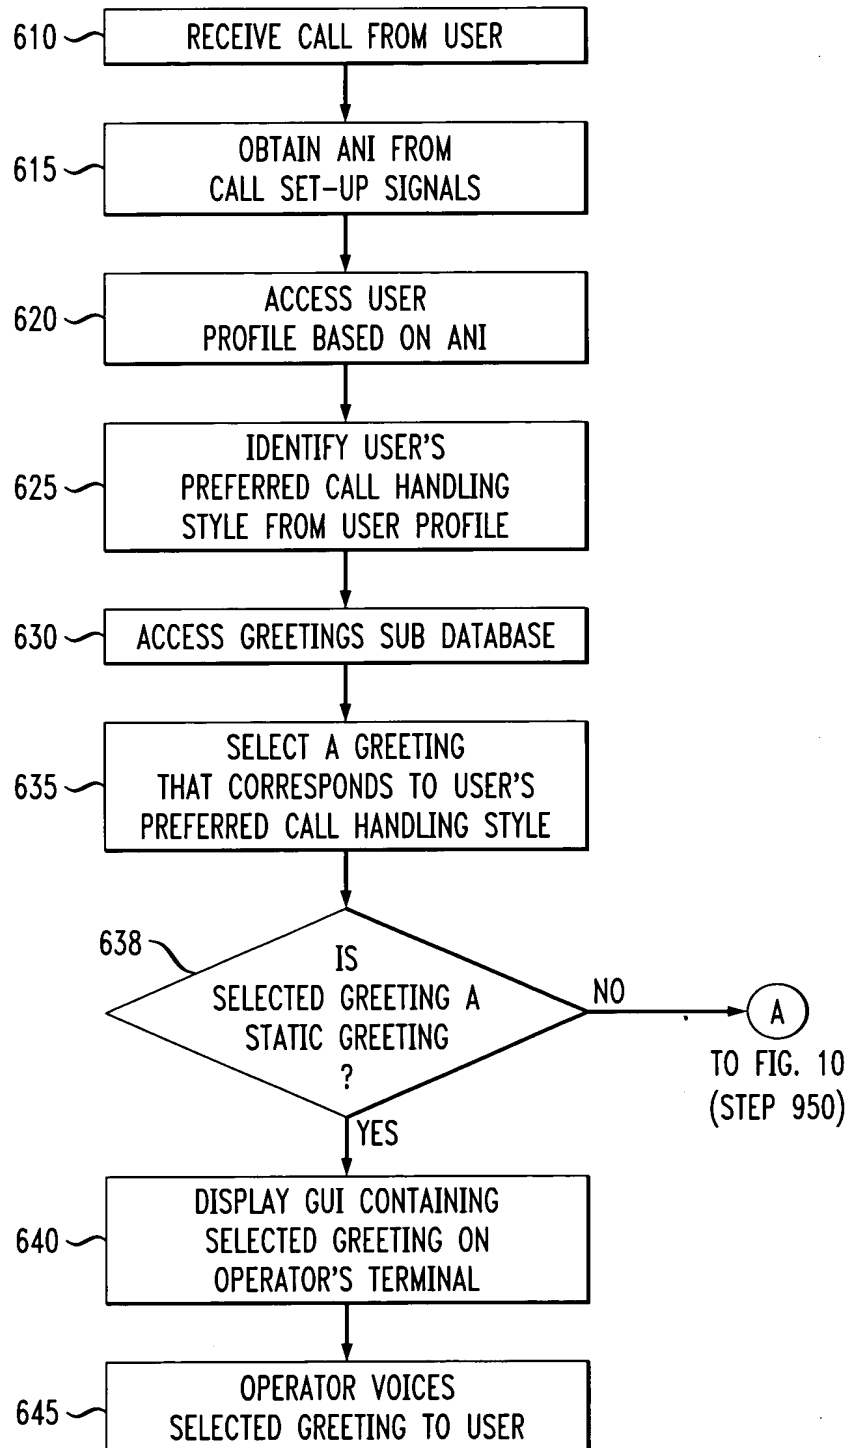 610
RECEIVE CALL FROM USER
615
OBTAIN ANI FROM
CALL SET-UP SIGNALS
620
ACCESS USER
PROFILE BASED ON ANI
625
IDENTIFY USER'S
PREFERRED CALL HANDLING
STYLE FROM USER PROFILE
630
ACCESS GREETINGS SUB DATABASE
635
SELECT A GREETING
THAT CORRESPONDS TO USER'S
PREFERRED CALL HANDLING STYLE
638
IS
SELECTED GREETING A
STATIC GREETING
?
NO
A
TO FIG. 10
(STEP 950)
YES
640
DISPLAY GUI CONTAINING
SELECTED GREETING ON
OPERATOR'S TERMINAL
645
OPERATOR VOICES
SELECTED GREETING TO USER